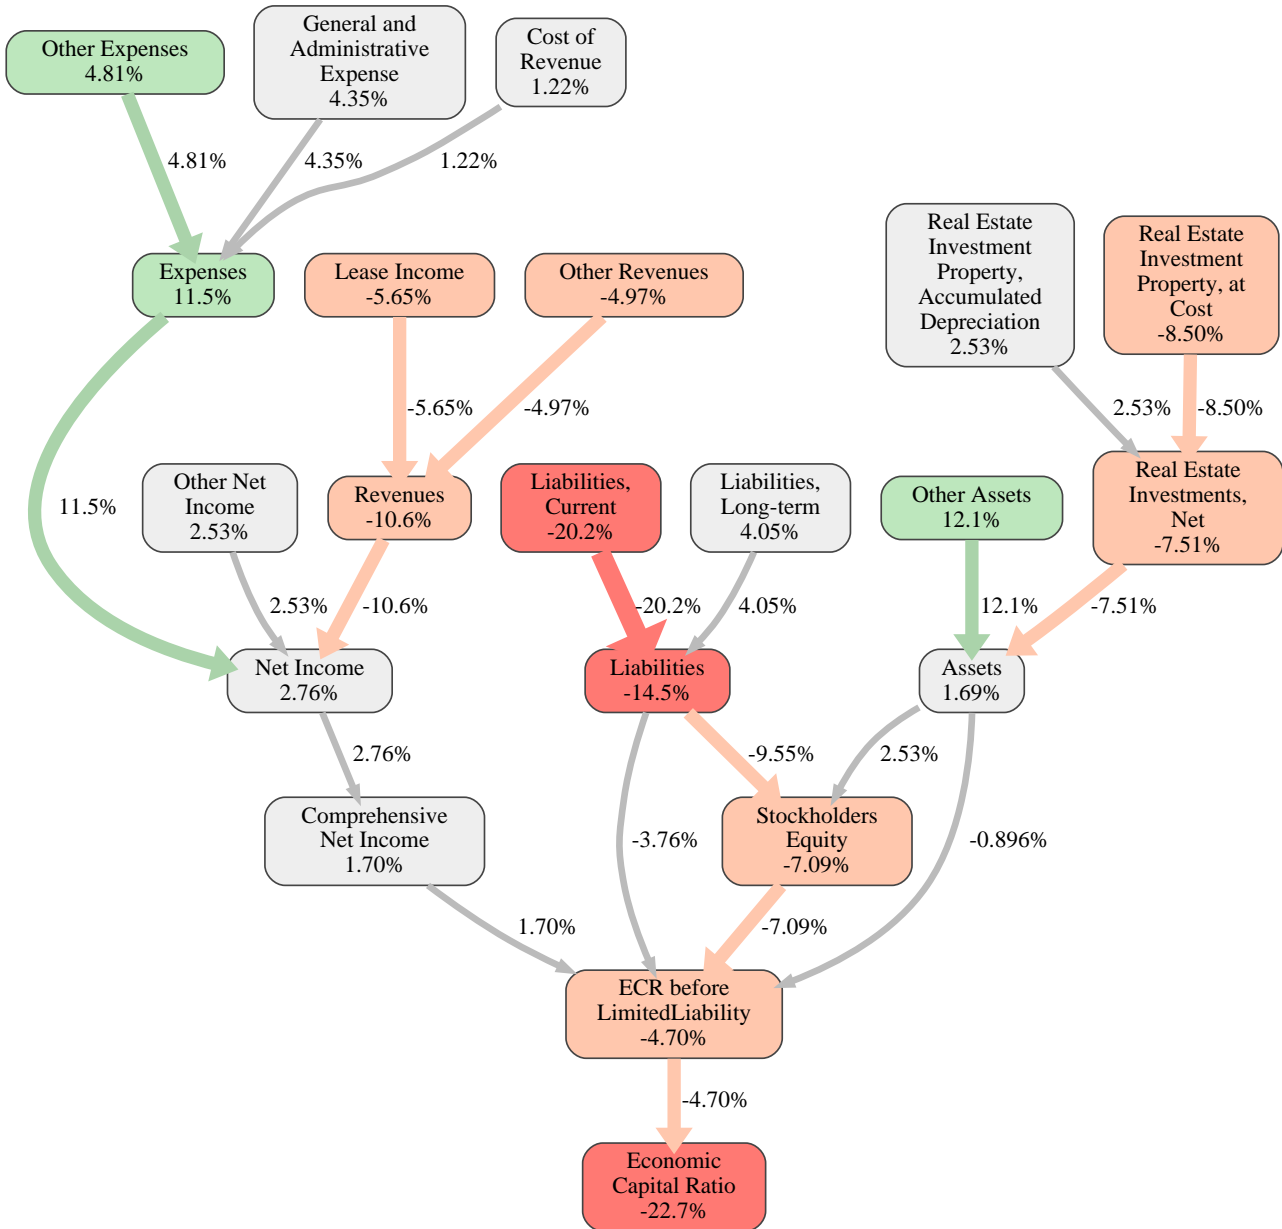 Other Expenses
4.81%
General and
Administrative
Expense
4.35%
Cost of
Revenue
1.22%
4.81%
4.35%
1.22%
Expenses
11.5%
Lease Income
-5.65%
Other Revenues
-4.97%
Real Estate
Investment
Property,
Accumulated
Depreciation
2.53%
Real Estate
Investment
Property, at
Cost
-8.50%
-5.65%
-4.97%
2.53%
-8.50%
11.5%
Other Net
Income
2.53%
Revenues
-10.6%
Liabilities,
Current
-20.2%
Liabilities,
Long-term
4.05%
Other Assets
12.1%
Real Estate
Investments,
Net
-7.51%
2.53%
-10.6%
-20.2%
4.05%
12.1%
-7.51%
Net Income
2.76%
Liabilities
-14.5%
Assets
1.69%
2.76%
-9.55%
2.53%
Comprehensive
Net Income
1.70%
-3.76%
Stockholders
Equity
-7.09%
-0.896%
1.70%
-7.09%
ECR before
LimitedLiability
-4.70%
-4.70%
Economic
Capital Ratio
-22.7%